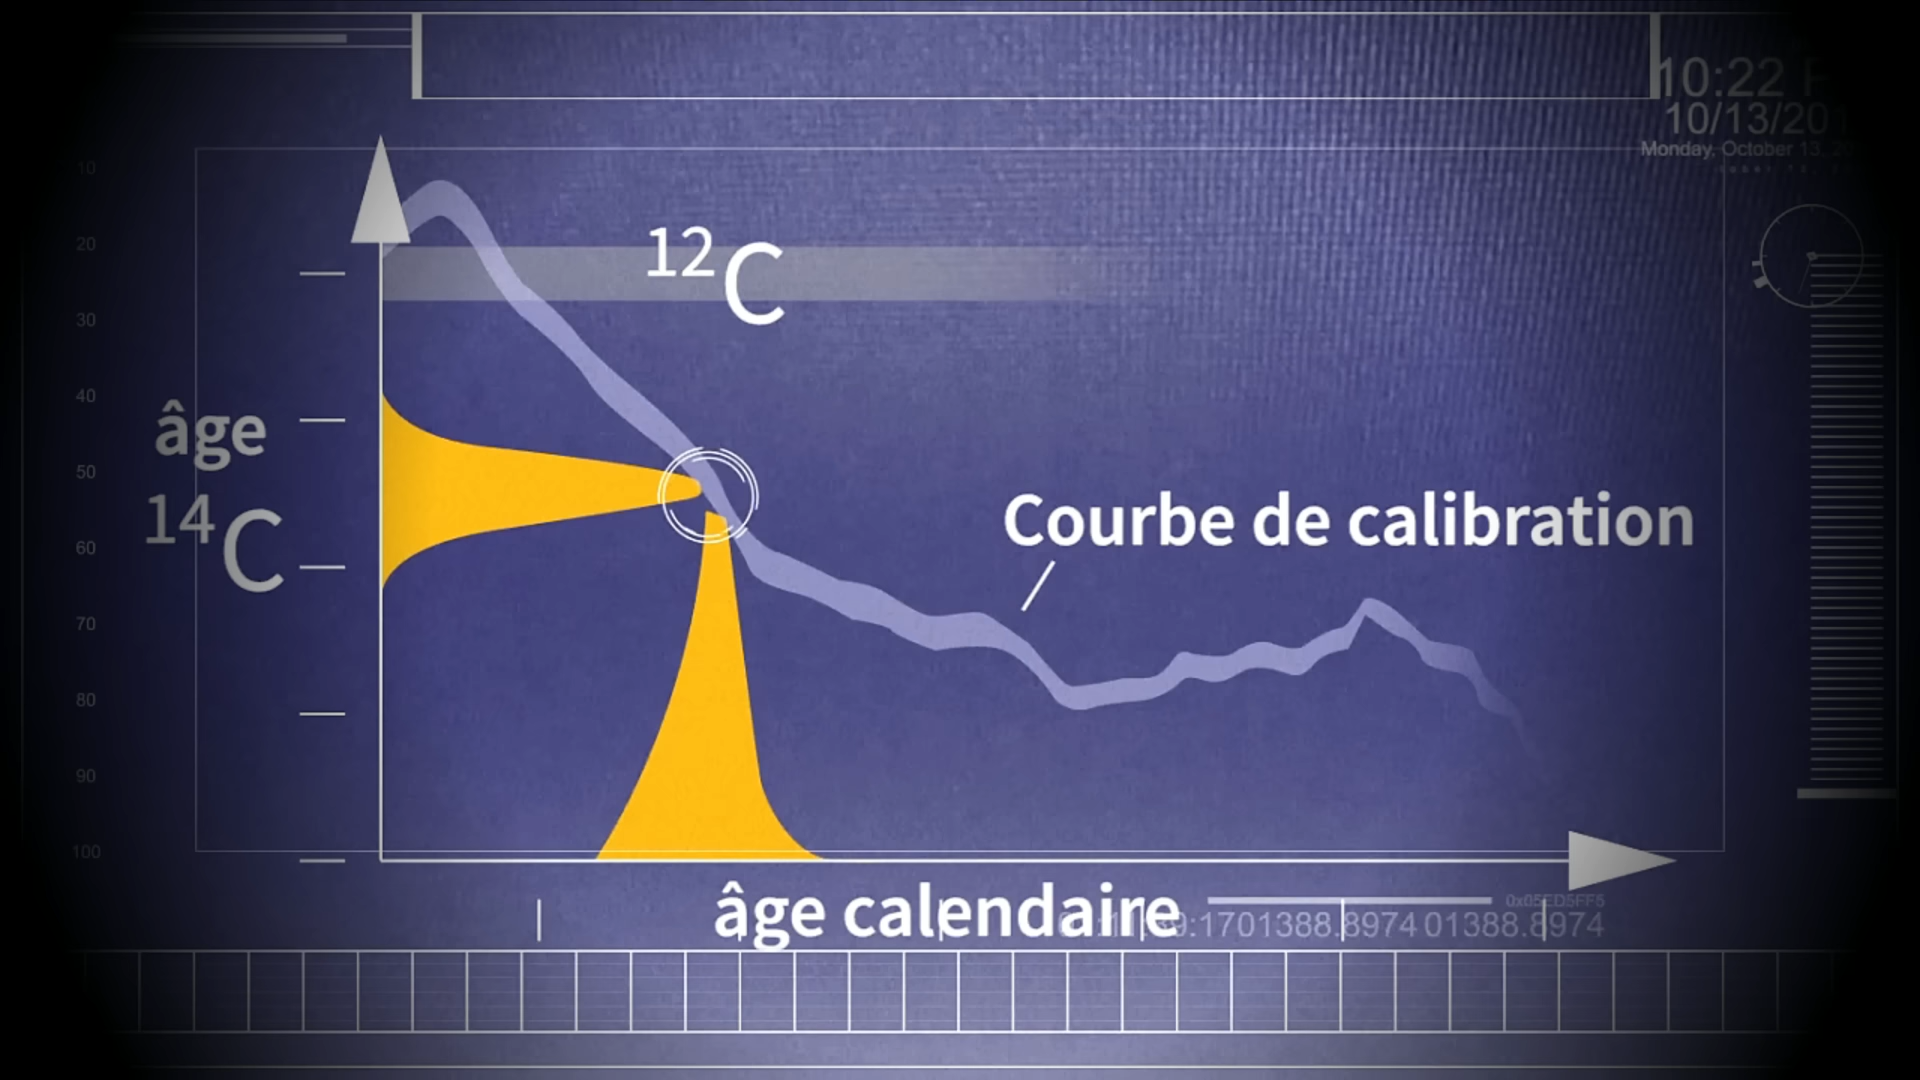 10:22
10/13/201
Monday, October 13, 20
10
20
30
40
50
60
70
80
90
100
¹²C
âge
¹⁴C
Courbe de calibration
âge calendaire
0x05ED5FF5
:1701388.8974 01388.8974